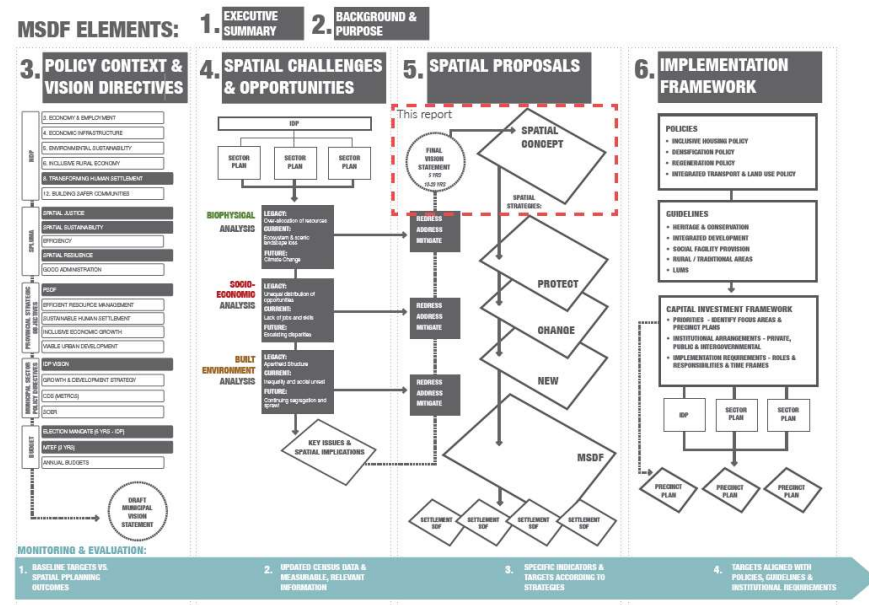 MSDF ELEMENTS:
1. EXECUTIVE
SUMMARY
2. BACKGROUND &
PURPOSE
3. POLICY CONTEXT &
VISION DIRECTIVES
NDP
3. ECONOMY & EMPLOYMENT
4. ECONOMIC INFRASTRUCTURE
5. ENVIRONMENTAL SUSTAINABILITY
6. INCLUSIVE RURAL ECONOMY
8. TRANSFORMING HUMAN SETTLEMENT
12. BUILDING SAFER COMMUNITIES
SPLUMA
SPATIAL JUSTICE
SPATIAL SUSTAINABILITY
EFFICIENCY
SPATIAL RESILIENCE
GOOD ADMINISTRATION
PROVINCIAL STRATEGIC
OBJECTIVES
PSDF
EFFICIENT RESOURCE MANAGEMENT
SUSTAINABLE HUMAN SETTLEMENT
INCLUSIVE ECONOMIC GROWTH
VIABLE URBAN DEVELOPMENT
MUNICIPAL SECTOR
POLICY DIRECTIVES
IDP VISION
GROWTH & DEVELOPMENT STRATEGY
CDS (METROS)
SCIER
BUDGET
ELECTION MANDATE (5 YRS - IDP)
MTEF (3 YRS)
ANNUAL BUDGETS
DRAFT
MUNICIPAL
VISION
STATEMENT
4. SPATIAL CHALLENGES
& OPPORTUNITIES
IDP
SECTOR
PLAN
SECTOR
PLAN
SECTOR
PLAN
BIOPHYSICAL
ANALYSIS
LEGACY:
Over-allocation of resources
CURRENT:
Ecosystem & scenic
landscape loss
FUTURE:
Climate Change
SOCIO-
ECONOMIC
ANALYSIS
LEGACY:
Unequal distribution of
opportunities
CURRENT:
Lack of jobs and skills
FUTURE:
Escalating disparities
BUILT
ENVIRONMENT
ANALYSIS
LEGACY:
Apartheid Structure
CURRENT:
Inequality and social unrest
FUTURE:
Continuing segregation and
sprawl
KEY ISSUES &
SPATIAL IMPLICATIONS
5. SPATIAL PROPOSALS
This report
FINAL
VISION
STATEMENT
5 YRS
10-20 YRS
SPATIAL
CONCEPT
SPATIAL
STRATEGIES:
REDRESS
ADDRESS
MITIGATE
REDRESS
ADDRESS
MITIGATE
REDRESS
ADDRESS
MITIGATE
PROTECT
CHANGE
NEW
MSDF
SETTLEMENT
SDF
SETTLEMENT
SDF
SETTLEMENT
SDF
SETTLEMENT
SDF
6. IMPLEMENTATION
FRAMEWORK
POLICIES
• INCLUSIVE HOUSING POLICY
• DENSIFICATION POLICY
• REGENERATION POLICY
• INTEGRATED TRANSPORT & LAND USE POLICY
GUIDELINES
• HERITAGE & CONSERVATION
• INTEGRATED DEVELOPMENT
• SOCIAL FACILITY PROVISION
• RURAL / TRADITIONAL AREAS
• LUMS
CAPITAL INVESTMENT FRAMEWORK
• PRIORITIES - IDENTIFY FOCUS AREAS &
PRECINCT PLANS
• INSTITUTIONAL ARRANGEMENTS - PRIVATE,
PUBLIC & INTERGOVERNMENTAL
• IMPLEMENTATION REQUIREMENTS - ROLES &
RESPONSIBILITIES & TIME FRAMES
IDP
SECTOR
PLAN
SECTOR
PLAN
PRECINCT
PLAN
PRECINCT
PLAN
PRECINCT
PLAN
MONITORING & EVALUATION:
1. BASELINE TARGETS VS.
SPATIAL PPLANNING
OUTCOMES
2. UPDATED CENSUS DATA &
MEASURABLE, RELEVANT
INFORMATION
3. SPECIFIC INDICATORS &
TARGETS ACCORDING TO
STRATEGIES
4. TARGETS ALIGNED WITH
POLICIES, GUIDELINES &
INSTITUTIONAL REQUIREMENTS